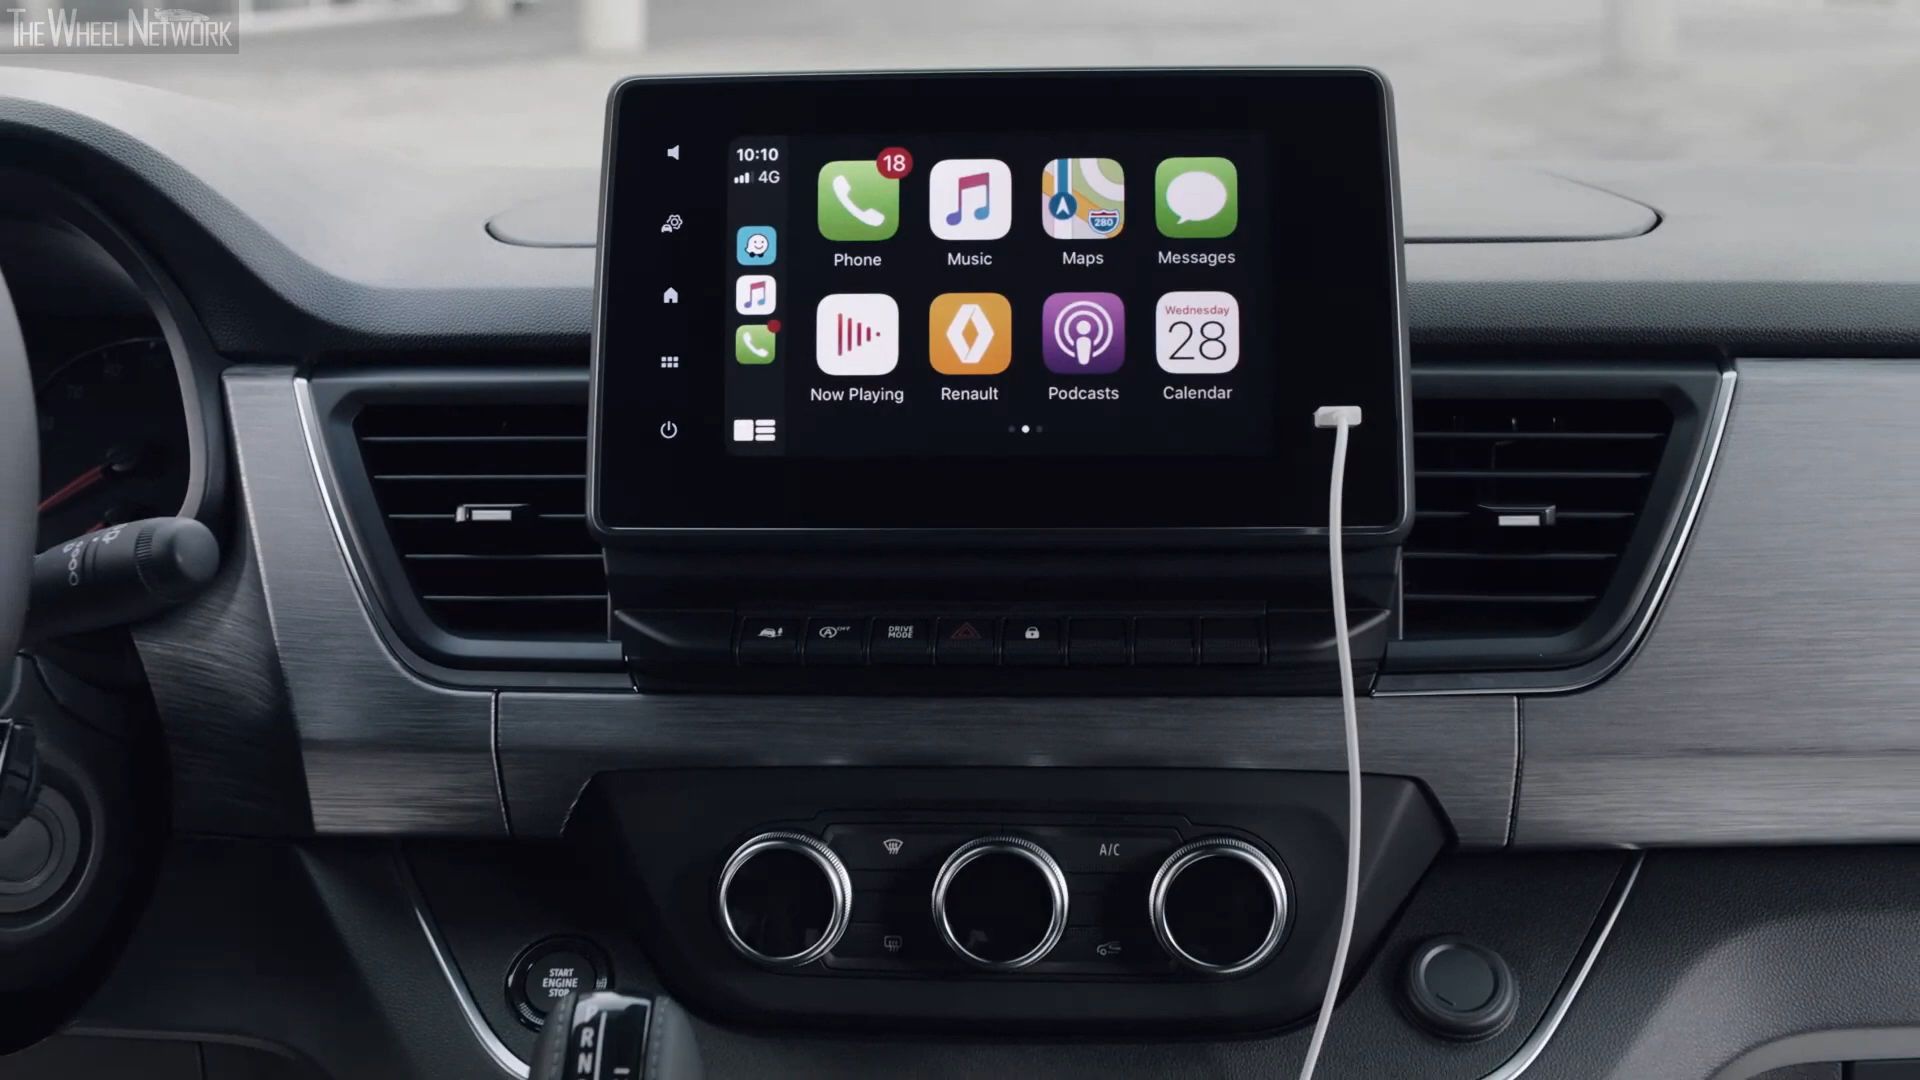 THE WHEEL NETWORK
10:10
4G
18
280
Phone
Music
Maps
Messages
Wednesday
28
Now Playing
Renault
Podcasts
Calendar
OFF
DRIVE
MODE
A/C
START
ENGINE
STOP
R
N